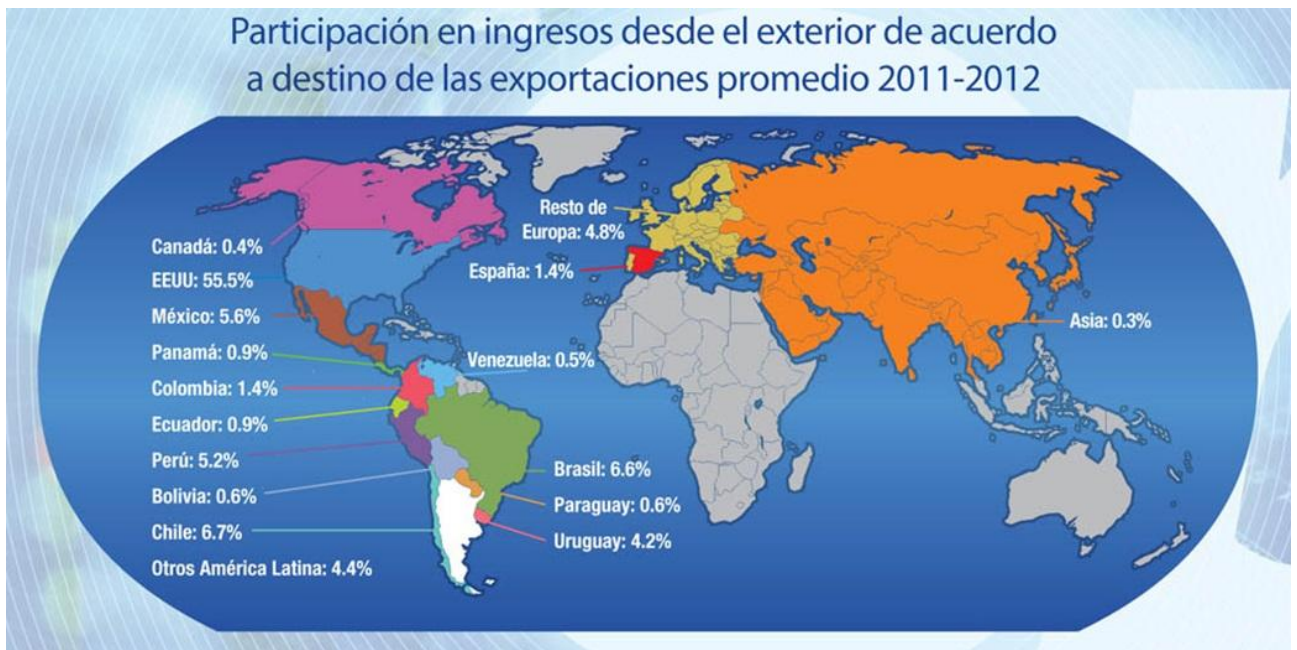 Participación en ingresos desde el exterior de acuerdo
a destino de las exportaciones promedio 2011-2012
Canadá: 0.4%
EEUU: 55.5%
México: 5.6%
Panamá: 0.9%
Colombia: 1.4%
Ecuador: 0.9%
Perú: 5.2%
Bolivia: 0.6%
Chile: 6.7%
Otros América Latina: 4.4%
Venezuela: 0.5%
Brasil: 6.6%
Paraguay: 0.6%
Uruguay: 4.2%
Resto de
Europa: 4.8%
España: 1.4%
Asia: 0.3%